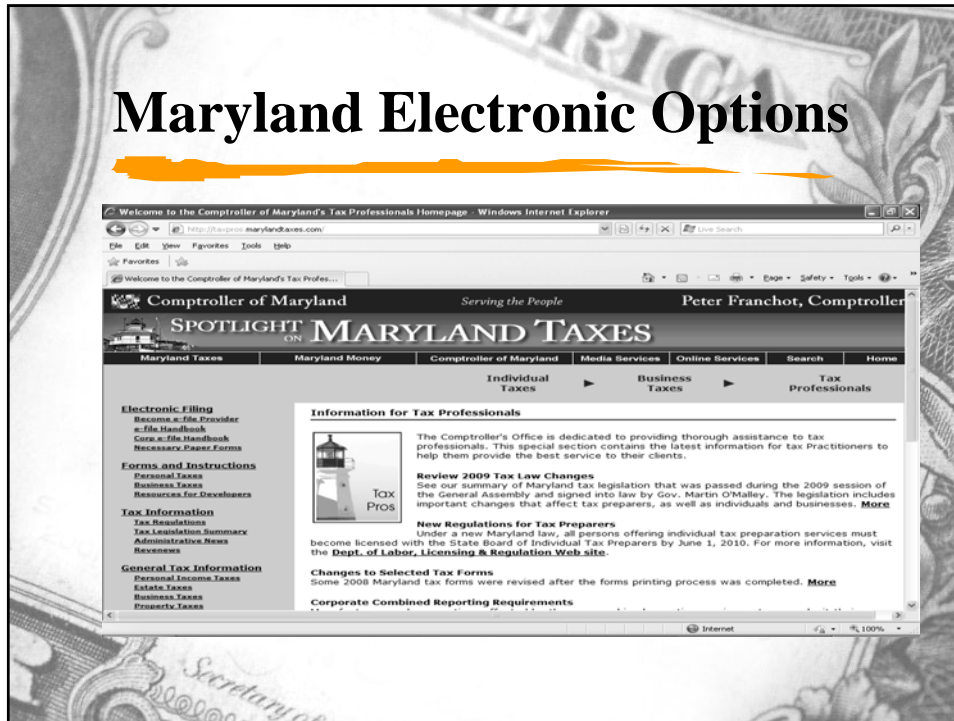 ERICA
Maryland Electronic Options
Welcome to the Comptroller of Maryland's Tax Professionals Homepage - Windows Internet Explorer
http://taxpros.marylandtaxes.com/
Live Search
File Edit View Favorites Tools Help
Favorites
Welcome to the Comptroller of Maryland's Tax Profes...
Page Safety Tools
Comptroller of Maryland Serving the People Peter Franchot, Comptroller
SPOTLIGHT ON MARYLAND TAXES
Maryland Taxes Maryland Money Comptroller of Maryland Media Services Online Services Search Home
Individual Taxes Business Taxes Tax Professionals
Electronic Filing
Become e-file Provider
e-file Handbook
Corp e-file Handbook
Necessary Paper Forms
Forms and Instructions
Personal Taxes
Business Taxes
Resources for Developers
Tax Information
Tax Regulations
Tax Legislation Summary
Administrative News
Revenews
General Tax Information
Personal Income Taxes
Estate Taxes
Business Taxes
Property Taxes
Information for Tax Professionals
Tax
Pros
The Comptroller's Office is dedicated to providing thorough assistance to tax
professionals. This special section contains the latest information for tax Practitioners to
help them provide the best service to their clients.
Review 2009 Tax Law Changes
See our summary of Maryland tax legislation that was passed during the 2009 session of
the General Assembly and signed into law by Gov. Martin O'Malley. The legislation includes
important changes that affect tax preparers, as well as individuals and businesses. More
New Regulations for Tax Preparers
Under a new Maryland law, all persons offering individual tax preparation services must
become licensed with the State Board of Individual Tax Preparers by June 1, 2010. For more information, visit
the Dept. of Labor, Licensing & Regulation Web site.
Changes to Selected Tax Forms
Some 2008 Maryland tax forms were revised after the forms printing process was completed. More
Corporate Combined Reporting Requirements
Internet 100%
Secretary of